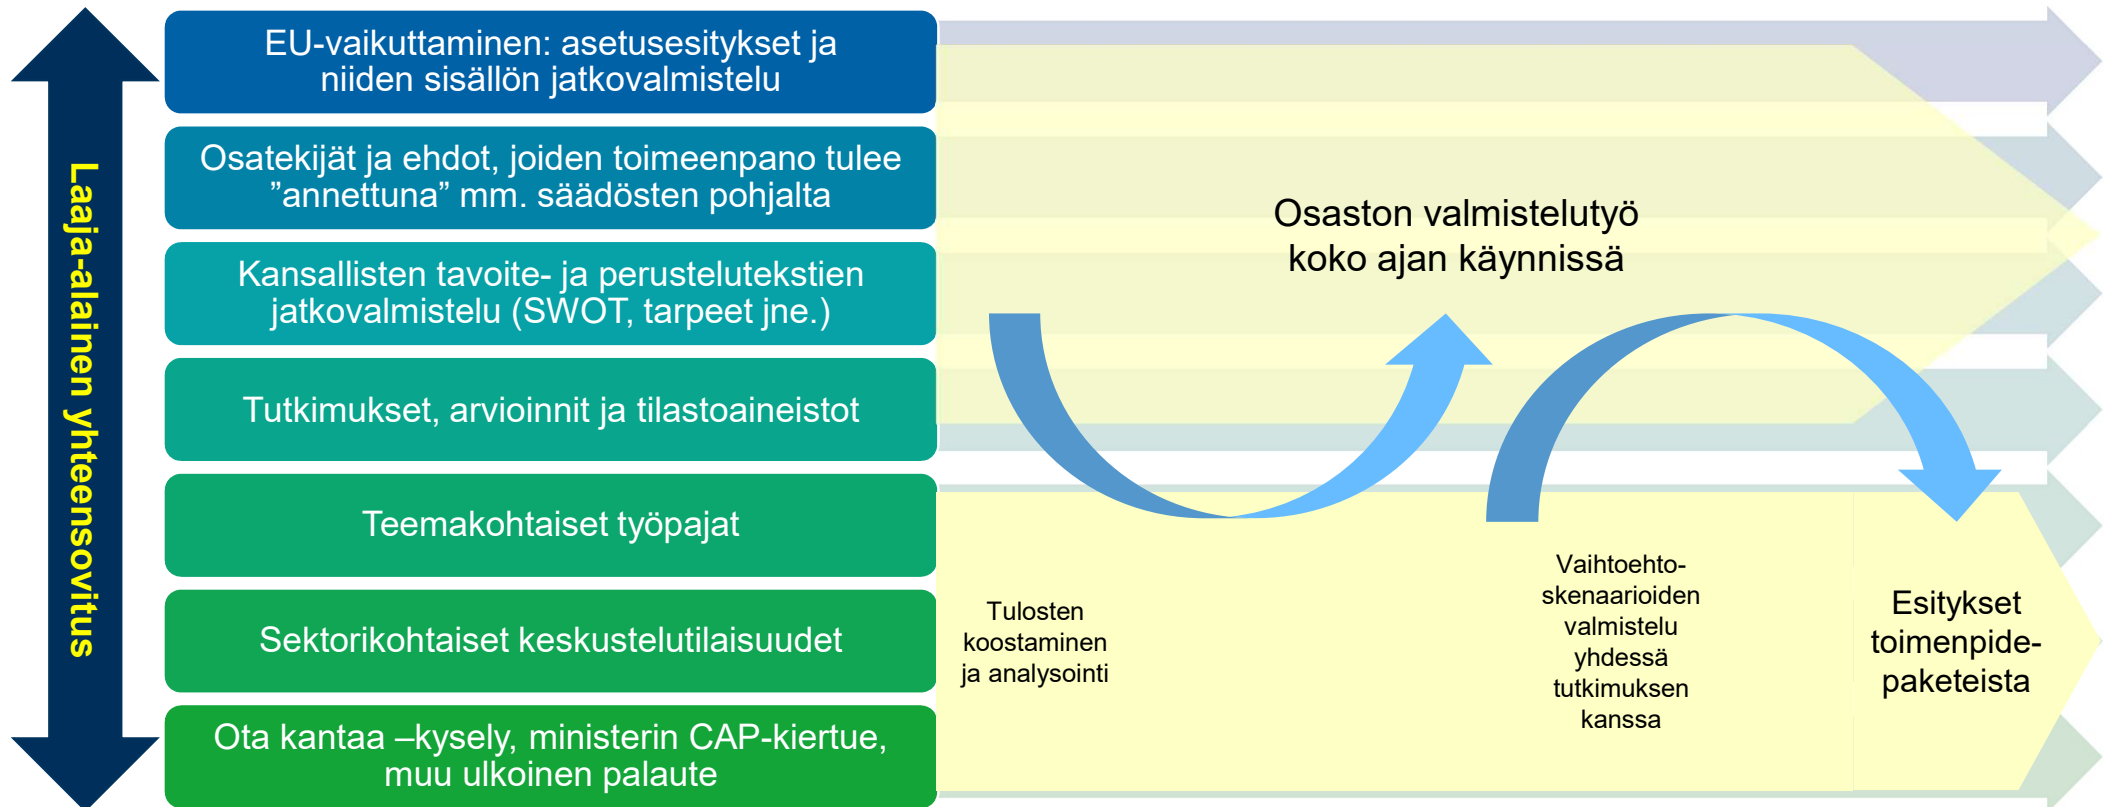 Laaja-alainen yhteensovitus
EU-vaikuttaminen: asetusesitykset ja
niiden sisällön jatkovalmistelu
Osatekijät ja ehdot, joiden toimeenpano tulee
”annettuna” mm. säädösten pohjalta
Kansallisten tavoite- ja perustelutekstien
jatkovalmistelu (SWOT, tarpeet jne.)
Tutkimukset, arvioinnit ja tilastoaineistot
Teemakohtaiset työpajat
Sektorikohtaiset keskustelutilaisuudet
Ota kantaa –kysely, ministerin CAP-kiertue,
muu ulkoinen palaute
Osaston valmistelutyö
koko ajan käynnissä
Tulosten
koostaminen
ja analysointi
Vaihtoehto-
skenaarioiden
valmistelu
yhdessä
tutkimuksen
kanssa
Esitykset
toimenpide-
paketeista